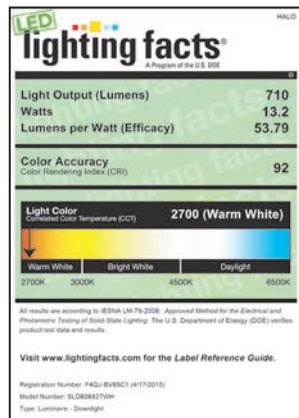 HALO
LED
lighting facts®
A Program of the U.S. DOE
Light Output (Lumens) 710
Watts 13.2
Lumens per Watt (Efficacy) 53.79
Color Accuracy
Color Rendering Index (CRI) 92
Light Color
Correlated Color Temperature (CCT) 2700 (Warm White)
Warm White Bright White Daylight
2700K 3000K 4500K 6500K
All results are according to IESNA LM-79-2008: Approved Method for the Electrical and
Photometric Testing of Solid-State Lighting. The U.S. Department of Energy (DOE) verifies
product test data and results.
Visit www.lightingfacts.com for the Label Reference Guide.
Registration Number: F4QJ-BV85C1 (4/17/2015)
Model Number: SLD606927WH
Type: Luminaire - Downlight